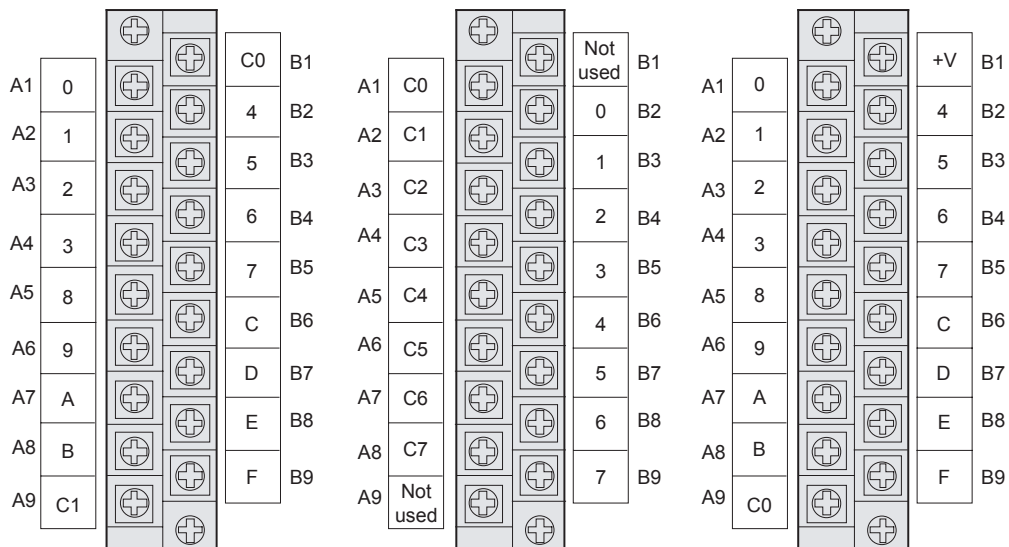 C0 B1
A1 0
4 B2
A2 1
5 B3
A3 2
6 B4
A4 3
7 B5
A5 8
C B6
A6 9
D B7
A7 A
E B8
A8 B
F B9
A9 C1
Not
used B1
A1 C0
0 B2
A2 C1
1 B3
A3 C2
2 B4
A4 C3
3 B5
A5 C4
4 B6
A6 C5
5 B7
A7 C6
6 B8
A8 C7
7 B9
A9 Not
used
+V B1
A1 0
4 B2
A2 1
5 B3
A3 2
6 B4
A4 3
7 B5
A5 8
C B6
A6 9
D B7
A7 A
E B8
A8 B
F B9
A9 C0